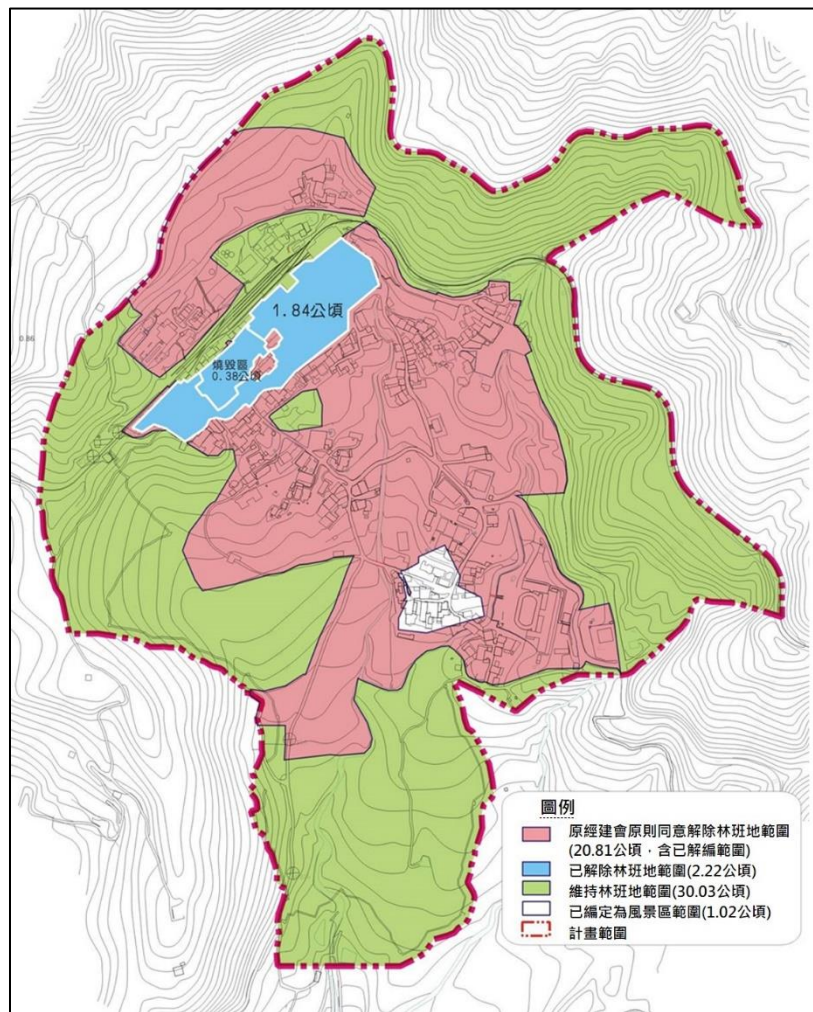 1.84公頃
燒毀區
0.38公頃
0.86
圖例
原經建會原則同意解除林班地範圍
(20.81公頃，含已解編範圍)
已解除林班地範圍(2.22公頃)
維持林班地範圍(30.03公頃)
已編定為風景區範圍(1.02公頃)
計畫範圍